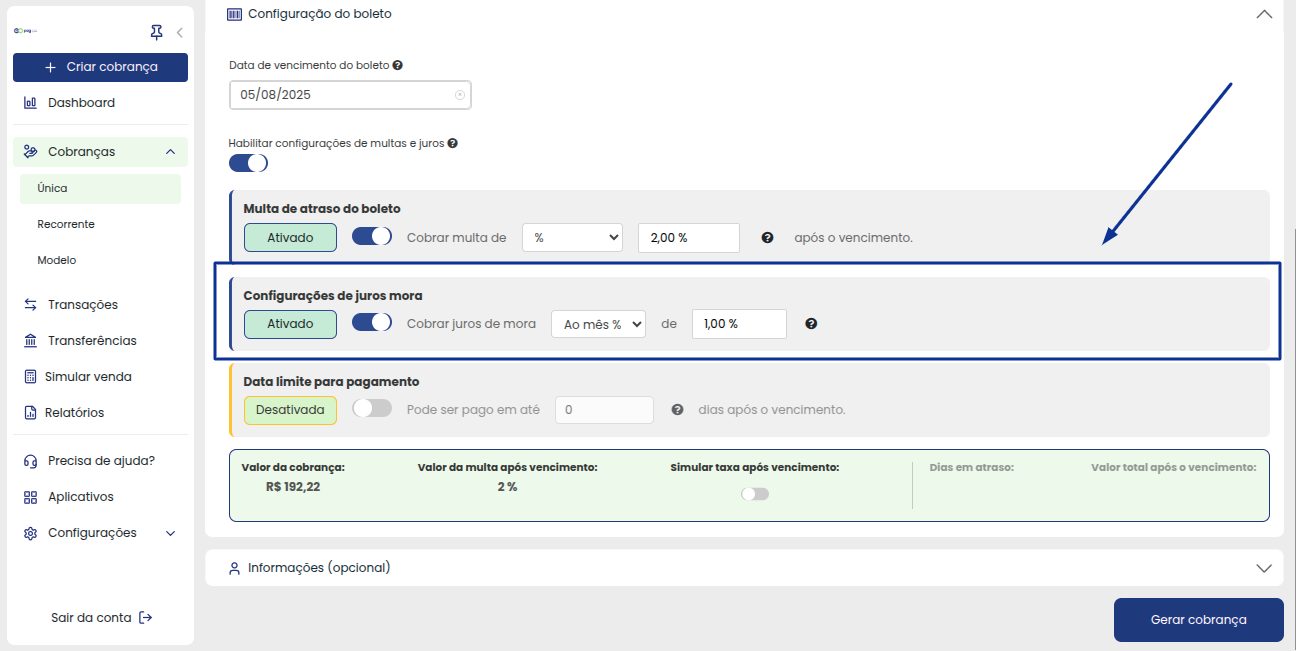 Criar cobrança
Dashboard
Cobranças
Única
Recorrente
Modelo
Transações
Transferências
Simular venda
Relatórios
Precisa de ajuda?
Aplicativos
Configurações
Sair da conta
Configuração do boleto
Data de vencimento do boleto
05/08/2025
Habilitar configurações de multas e juros
Multa de atraso do boleto
Ativado Cobrar multa de % 2,00 % após o vencimento.
Configurações de juros mora
Ativado Cobrar juros de mora Ao mês % de 1,00 %
Data limite para pagamento
Desativada Pode ser pago em até 0 dias após o vencimento.
Valor da cobrança: Valor da multa após vencimento: Simular taxa após vencimento: Dias em atraso: Valor total após o vencimento:
R$ 192,22 2 %
Informações (opcional)
Gerar cobrança